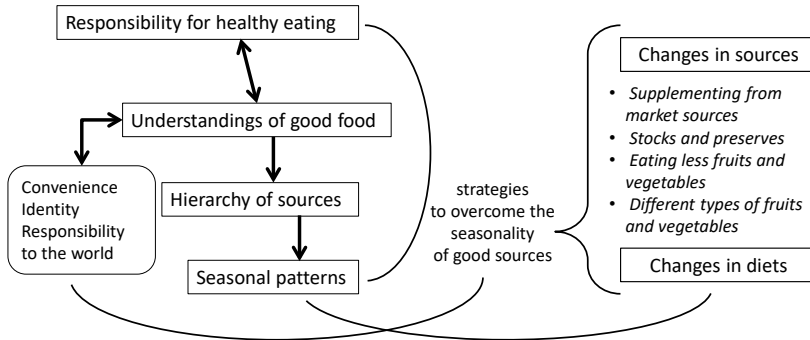 Responsibility for healthy eating
Understandings of good food
Convenience
Identity
Responsibility
to the world
Hierarchy of sources
Seasonal patterns
strategies
to overcome the
seasonality
of good sources
Changes in sources
• Supplementing from
market sources
• Stocks and preserves
• Eating less fruits and
vegetables
• Different types of fruits
and vegetables
Changes in diets